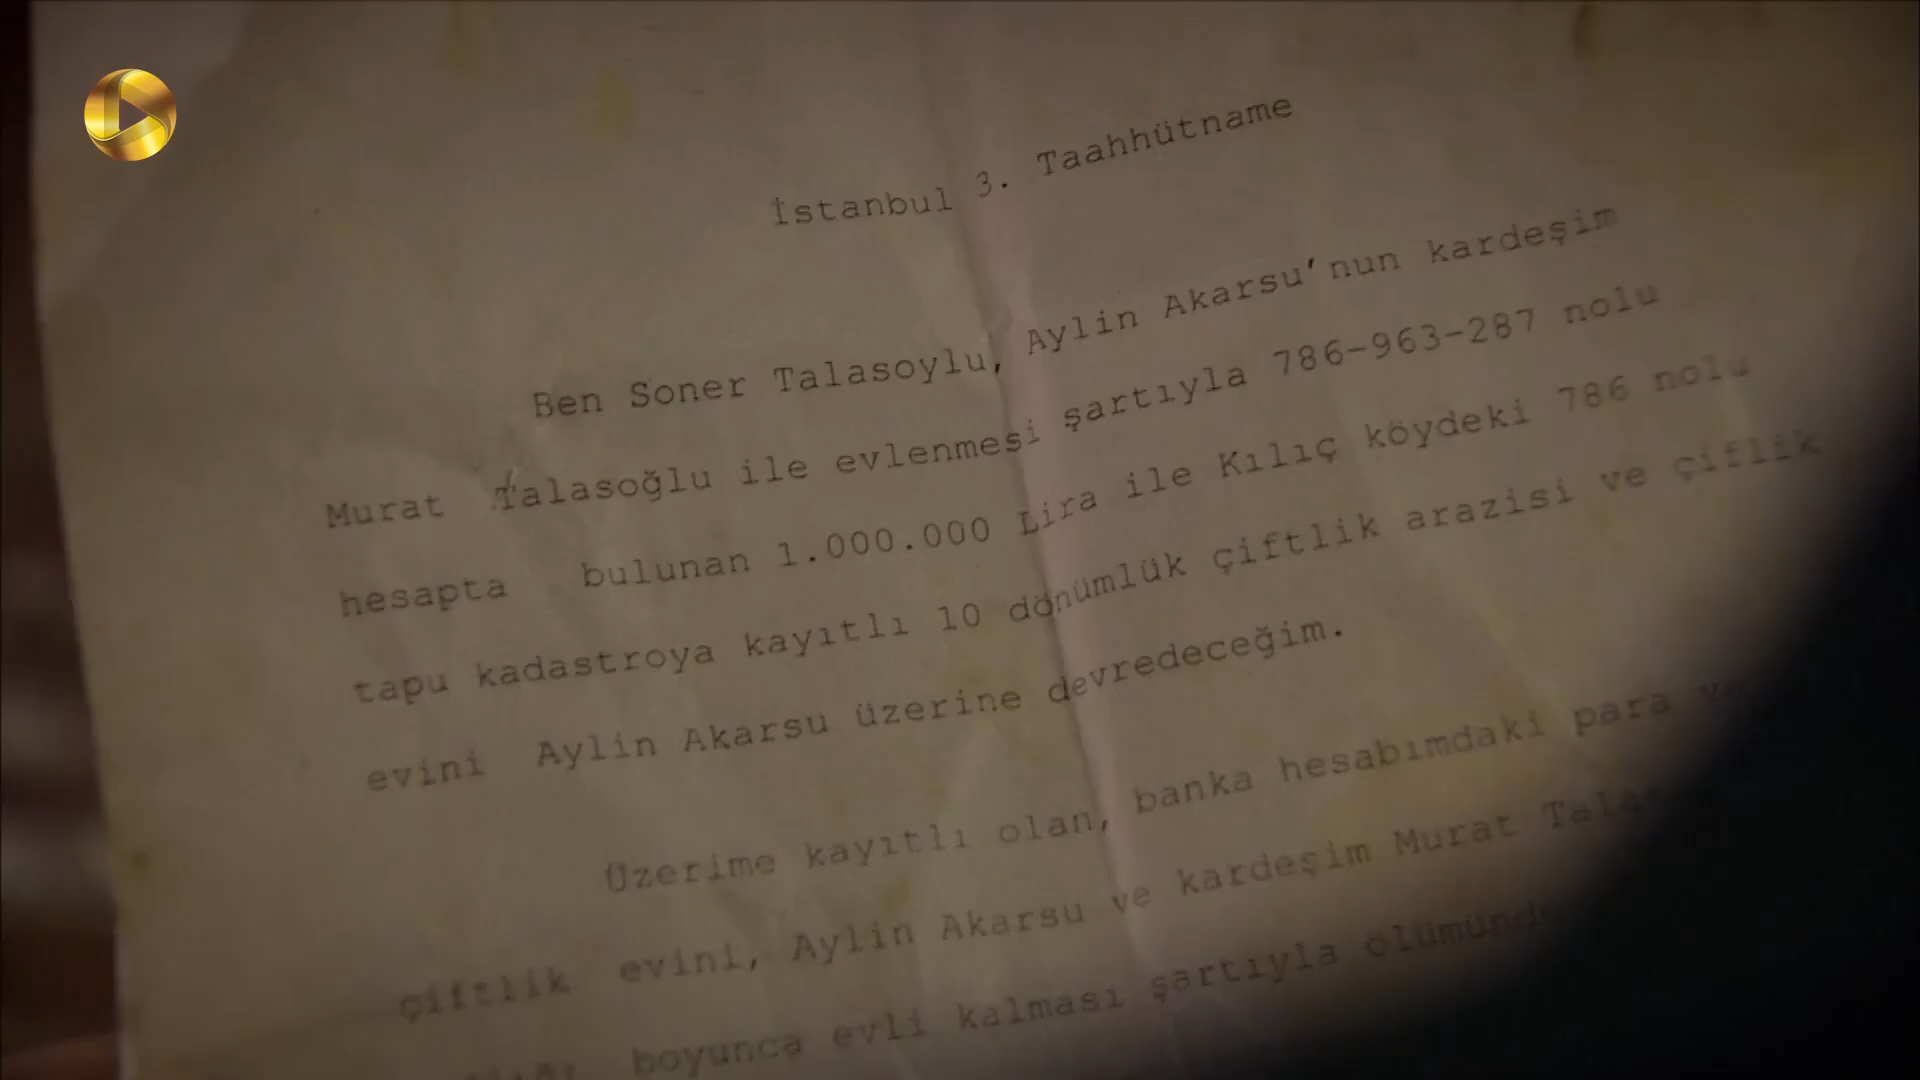 İstanbul 3. Taahhütname
Ben Soner Talasoylu, Aylin Akarsu'nun kardeşim
Murat Talasoğlu ile evlenmesi şartıyla 786-963-287 nolu
hesapta bulunan 1.000.000 Lira ile Kılıç köydeki 786 nolu
tapu kadastroya kayıtlı 10 dönümlük çiftlik arazisi ve çiflik
evini Aylin Akarsu üzerine devredeceğim.
Üzerime kayıtlı olan, banka hesabımdaki para ve
çiftlik evini, Aylin Akarsu ve kardeşim Murat
boyunca evli kalması şartıyla